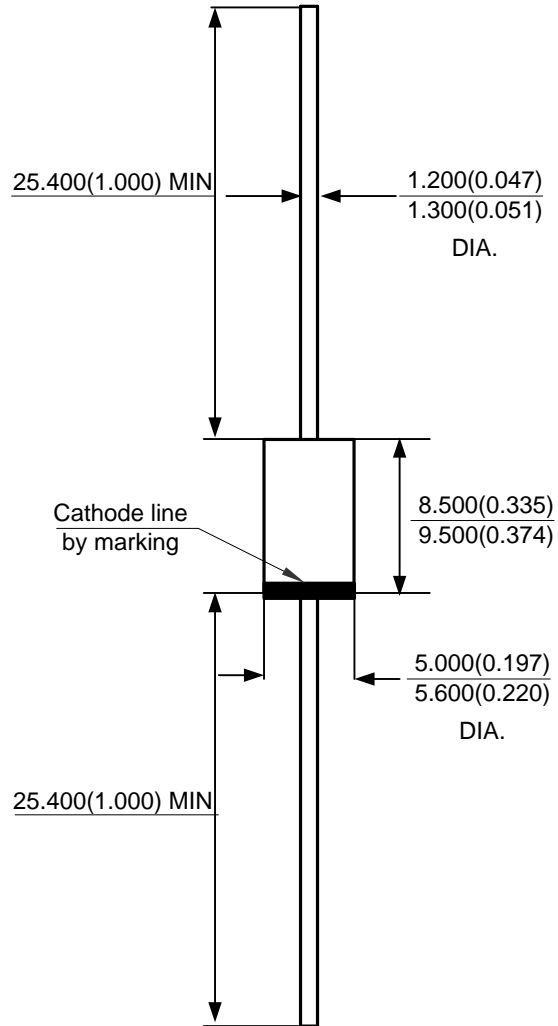 25.400(1.000) MIN
1.200(0.047)
1.300(0.051)
DIA.
Cathode line
by marking
8.500(0.335)
9.500(0.374)
5.000(0.197)
5.600(0.220)
DIA.
25.400(1.000) MIN